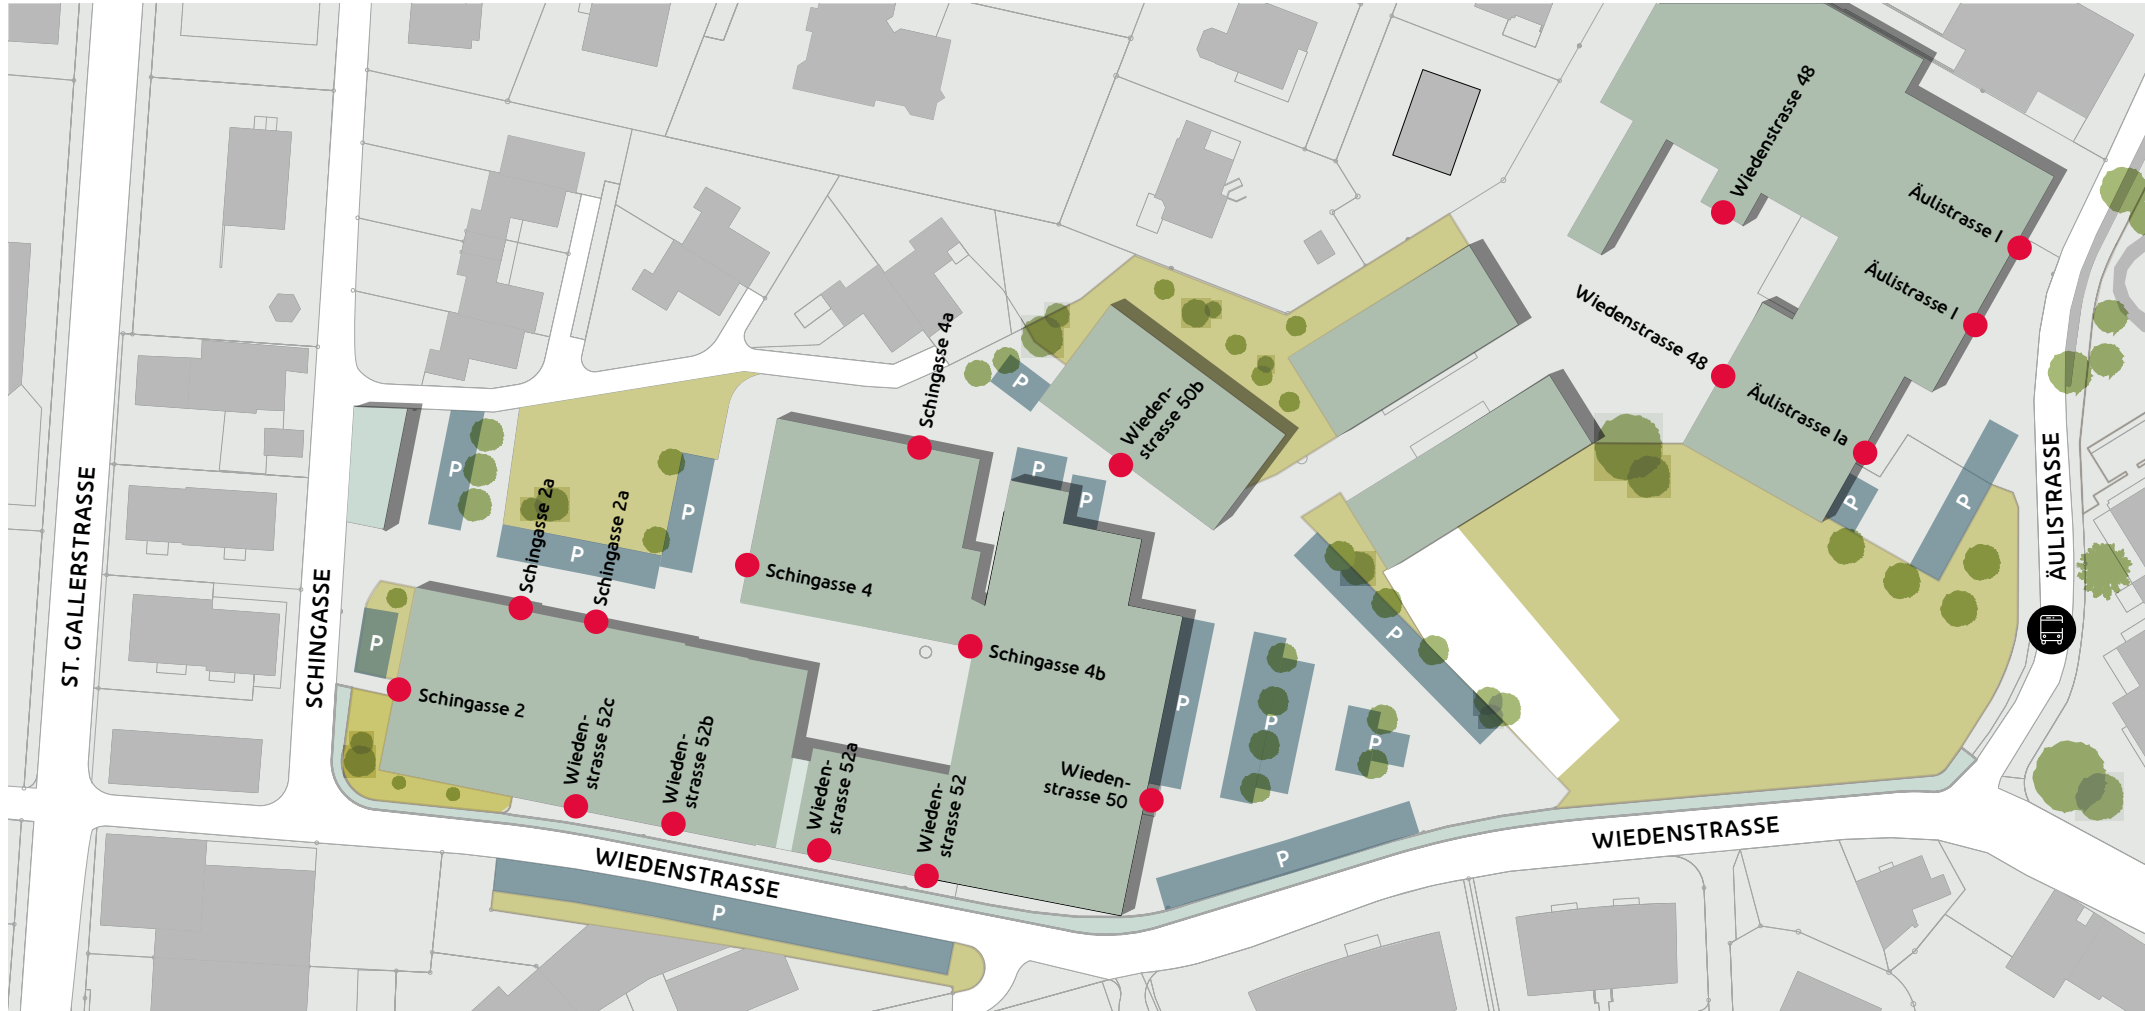 Wiedenstrasse 48
Äulistrasse I
Äulistrasse I
Wiedenstrasse 48
Äulistrasse Ia
Schingasse 4a
P
Wieden-
strasse 50b
P
P
P
P
P
Schingasse 2a
Schingasse 2a
P
P
P
ST. GALLERSTRASSE
SCHINGASSE
ÄULISTRASSE
Schingasse 4
P
P
Schingasse 4b
Schingasse 2
P
P
P
Wieden-
strasse 52c
Wieden-
strasse 52b
Wieden-
strasse 52a
Wieden-
strasse 52
Wieden-
strasse 50
WIEDENSTRASSE
WIEDENSTRASSE
P
P